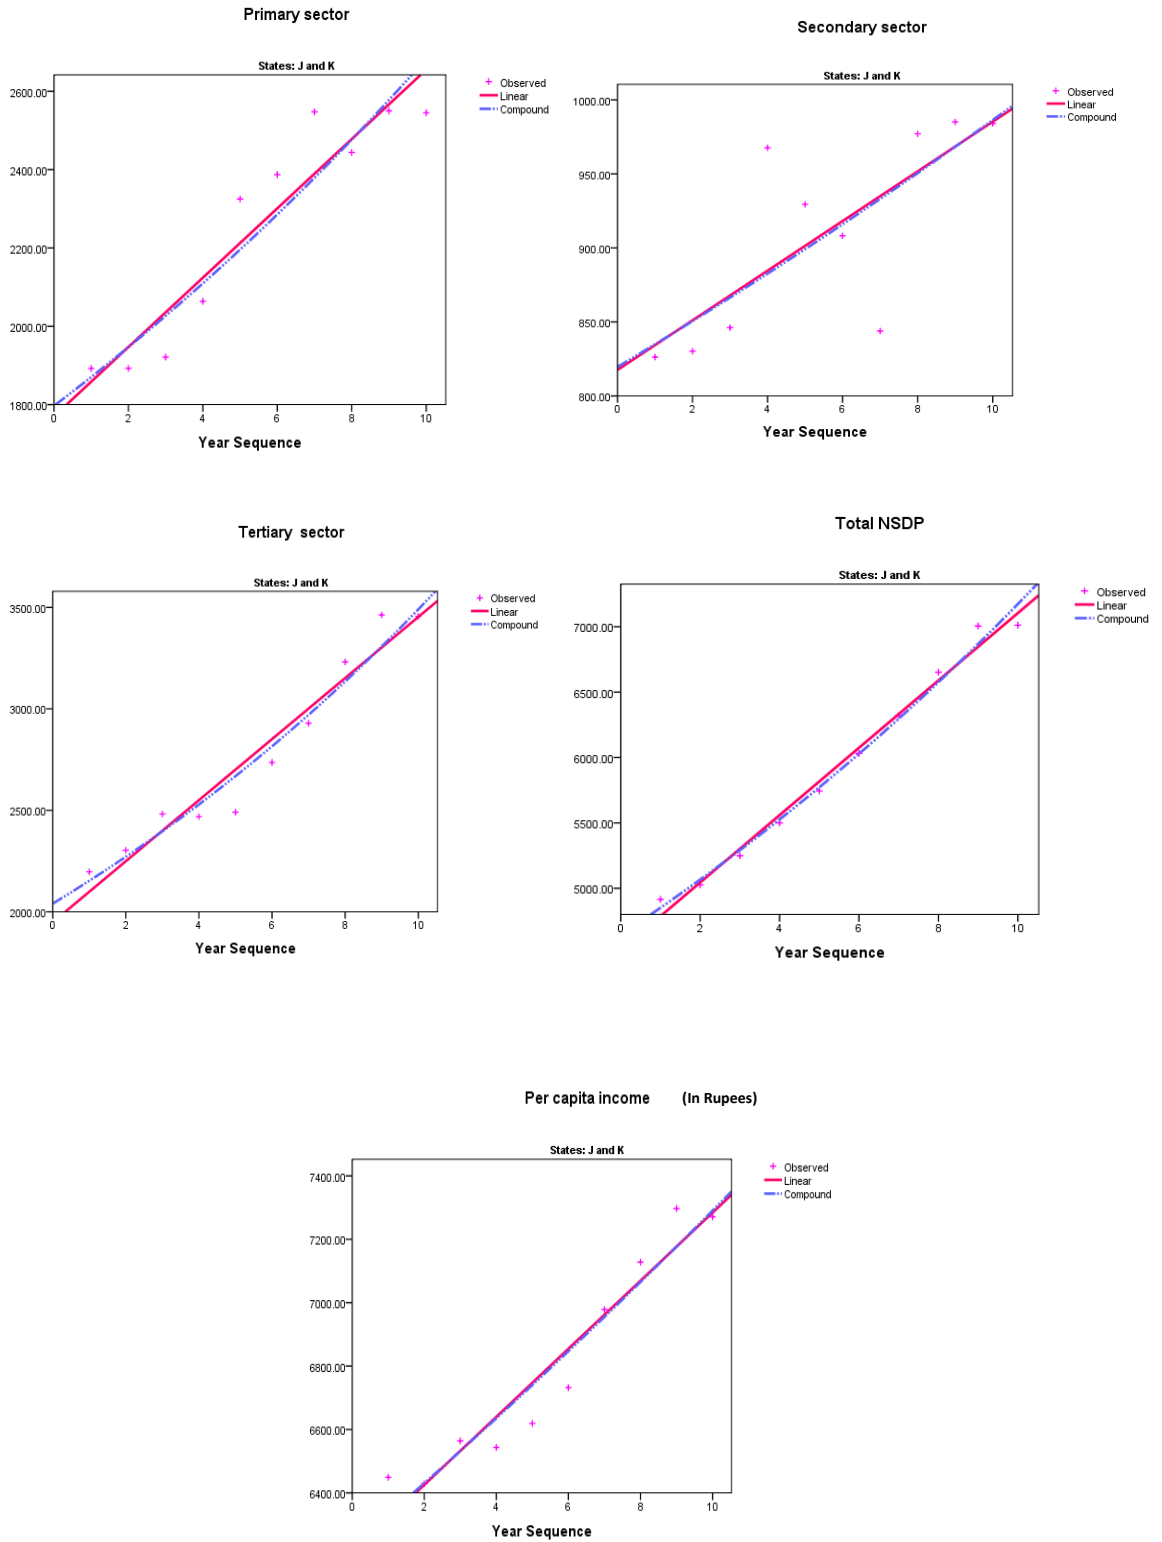 Primary sector
States: J and K
Observed
Linear
Compound
2600.00
2400.00
2200.00
2000.00
1800.00
0 2 4 6 8 10
Year Sequence
Secondary sector
States: J and K
Observed
Linear
Compound
1000.00
950.00
900.00
850.00
800.00
0 2 4 6 8 10
Year Sequence
Tertiary sector
States: J and K
Observed
Linear
Compound
3500.00
3000.00
2500.00
2000.00
0 2 4 6 8 10
Year Sequence
Total NSDP
States: J and K
Observed
Linear
Compound
7000.00
6500.00
6000.00
5500.00
5000.00
0 2 4 6 8 10
Year Sequence
Per capita income (In Rupees)
States: J and K
Observed
Linear
Compound
7400.00
7200.00
7000.00
6800.00
6600.00
6400.00
0 2 4 6 8 10
Year Sequence